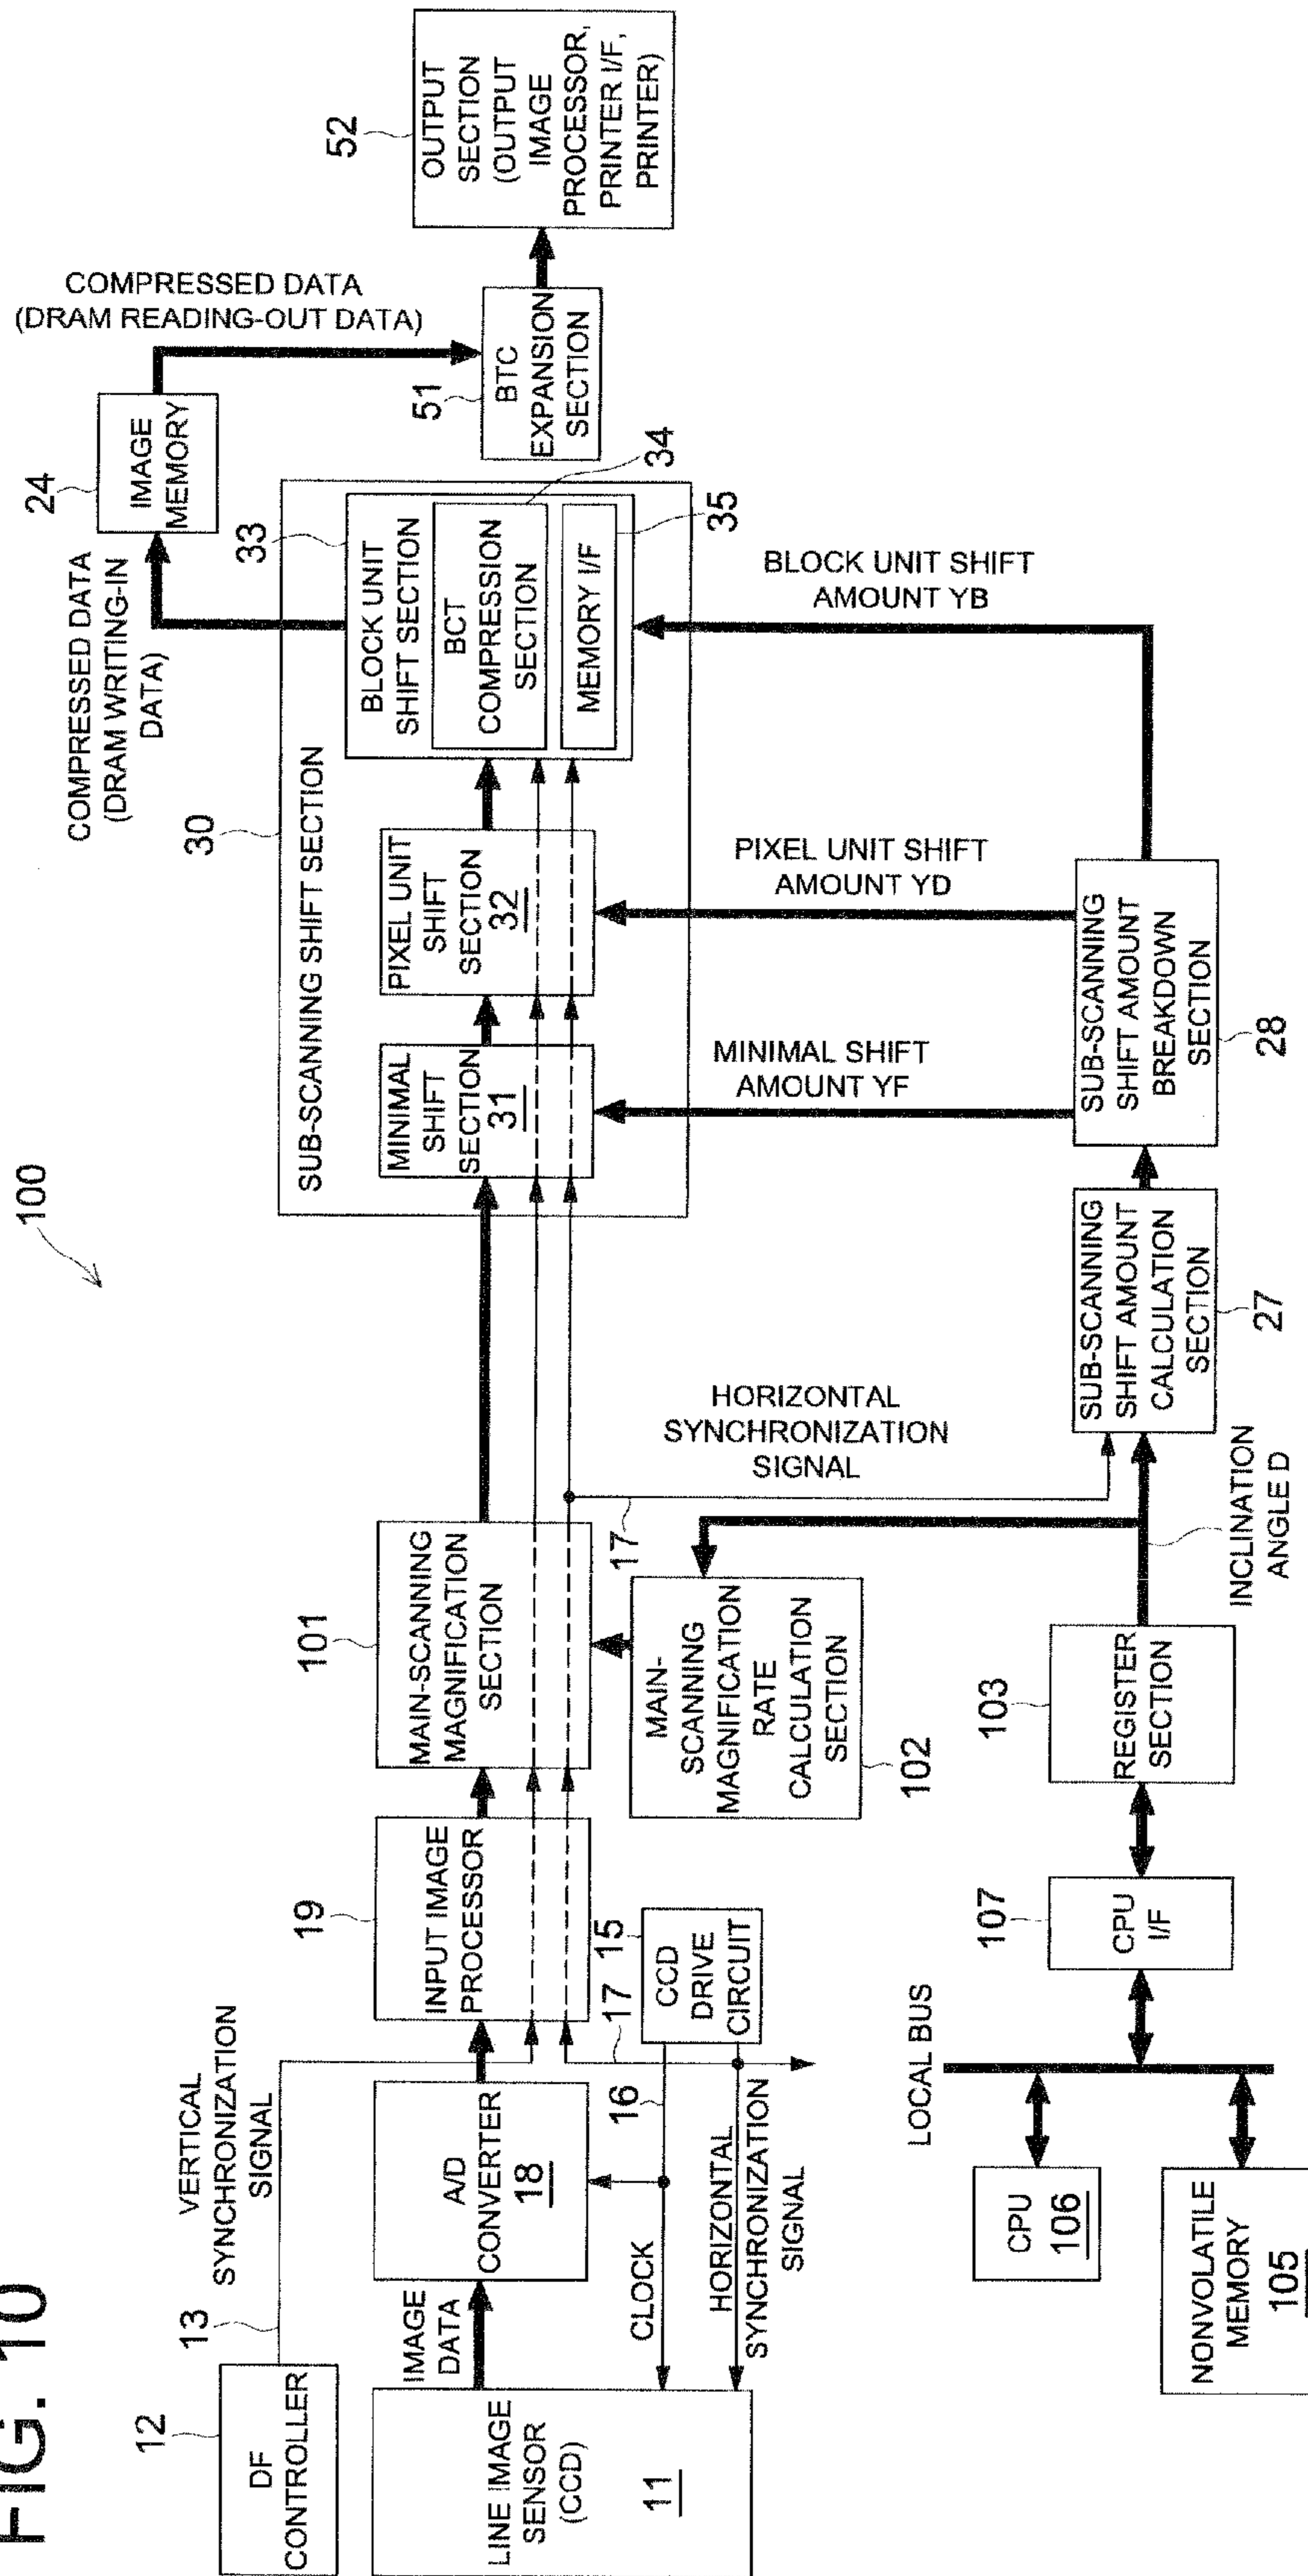 FIG. 10
100
12
DF
CONTROLLER
13
VERTICAL
SYNCHRONIZATION
SIGNAL
LINE IMAGE
SENSOR
(CCD)
11
IMAGE
DATA
A/D
CONVERTER
18
CLOCK
16
HORIZONTAL
SYNCHRONIZATION
SIGNAL
17
15
CCD
DRIVE
CIRCUIT
19
INPUT IMAGE
PROCESSOR
101
MAIN-SCANNING
MAGNIFICATION
SECTION
MAIN-
SCANNING
MAGNIFICATION
RATE
CALCULATION
SECTION
102
17
HORIZONTAL
SYNCHRONIZATION
SIGNAL
30
SUB-SCANNING SHIFT SECTION
MINIMAL
SHIFT
SECTION
31
PIXEL UNIT
SHIFT
SECTION
32
33
BLOCK UNIT
SHIFT SECTION
BCT
COMPRESSION
SECTION
34
MEMORY I/F
35
COMPRESSED DATA
(DRAM WRITING-IN
DATA)
24
IMAGE
MEMORY
COMPRESSED DATA
(DRAM READING-OUT DATA)
51
BTC
EXPANSION
SECTION
52
OUTPUT
SECTION
(OUTPUT
IMAGE
PROCESSOR,
PRINTER I/F,
PRINTER)
MINIMAL SHIFT
AMOUNT YF
PIXEL UNIT SHIFT
AMOUNT YD
BLOCK UNIT SHIFT
AMOUNT YB
CPU
106
NONVOLATILE
MEMORY
105
LOCAL BUS
107
CPU
I/F
103
REGISTER
SECTION
INCLINATION
ANGLE D
SUB-SCANNING
SHIFT AMOUNT
CALCULATION
SECTION
27
SUB-SCANNING
SHIFT AMOUNT
BREAKDOWN
SECTION
28